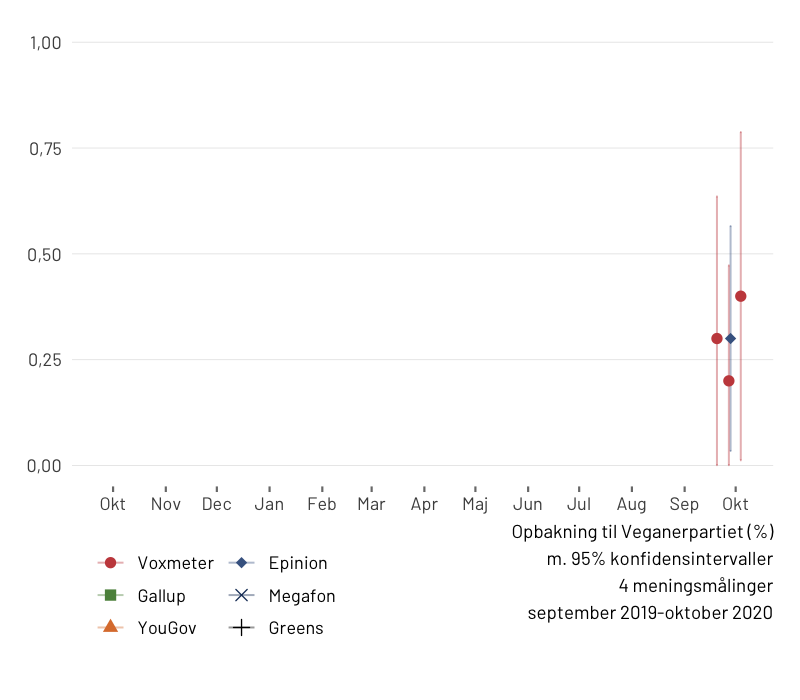 1,00
0,75
0,50
0,25
0,00
Okt Nov Dec Jan Feb Mar Apr Maj Jun Jul Aug Sep Okt
Opbakning til Veganerpartiet (%)
m. 95% konfidensintervaller
4 meningsmålinger
september 2019-oktober 2020
Voxmeter Epinion
Gallup Megafon
YouGov Greens